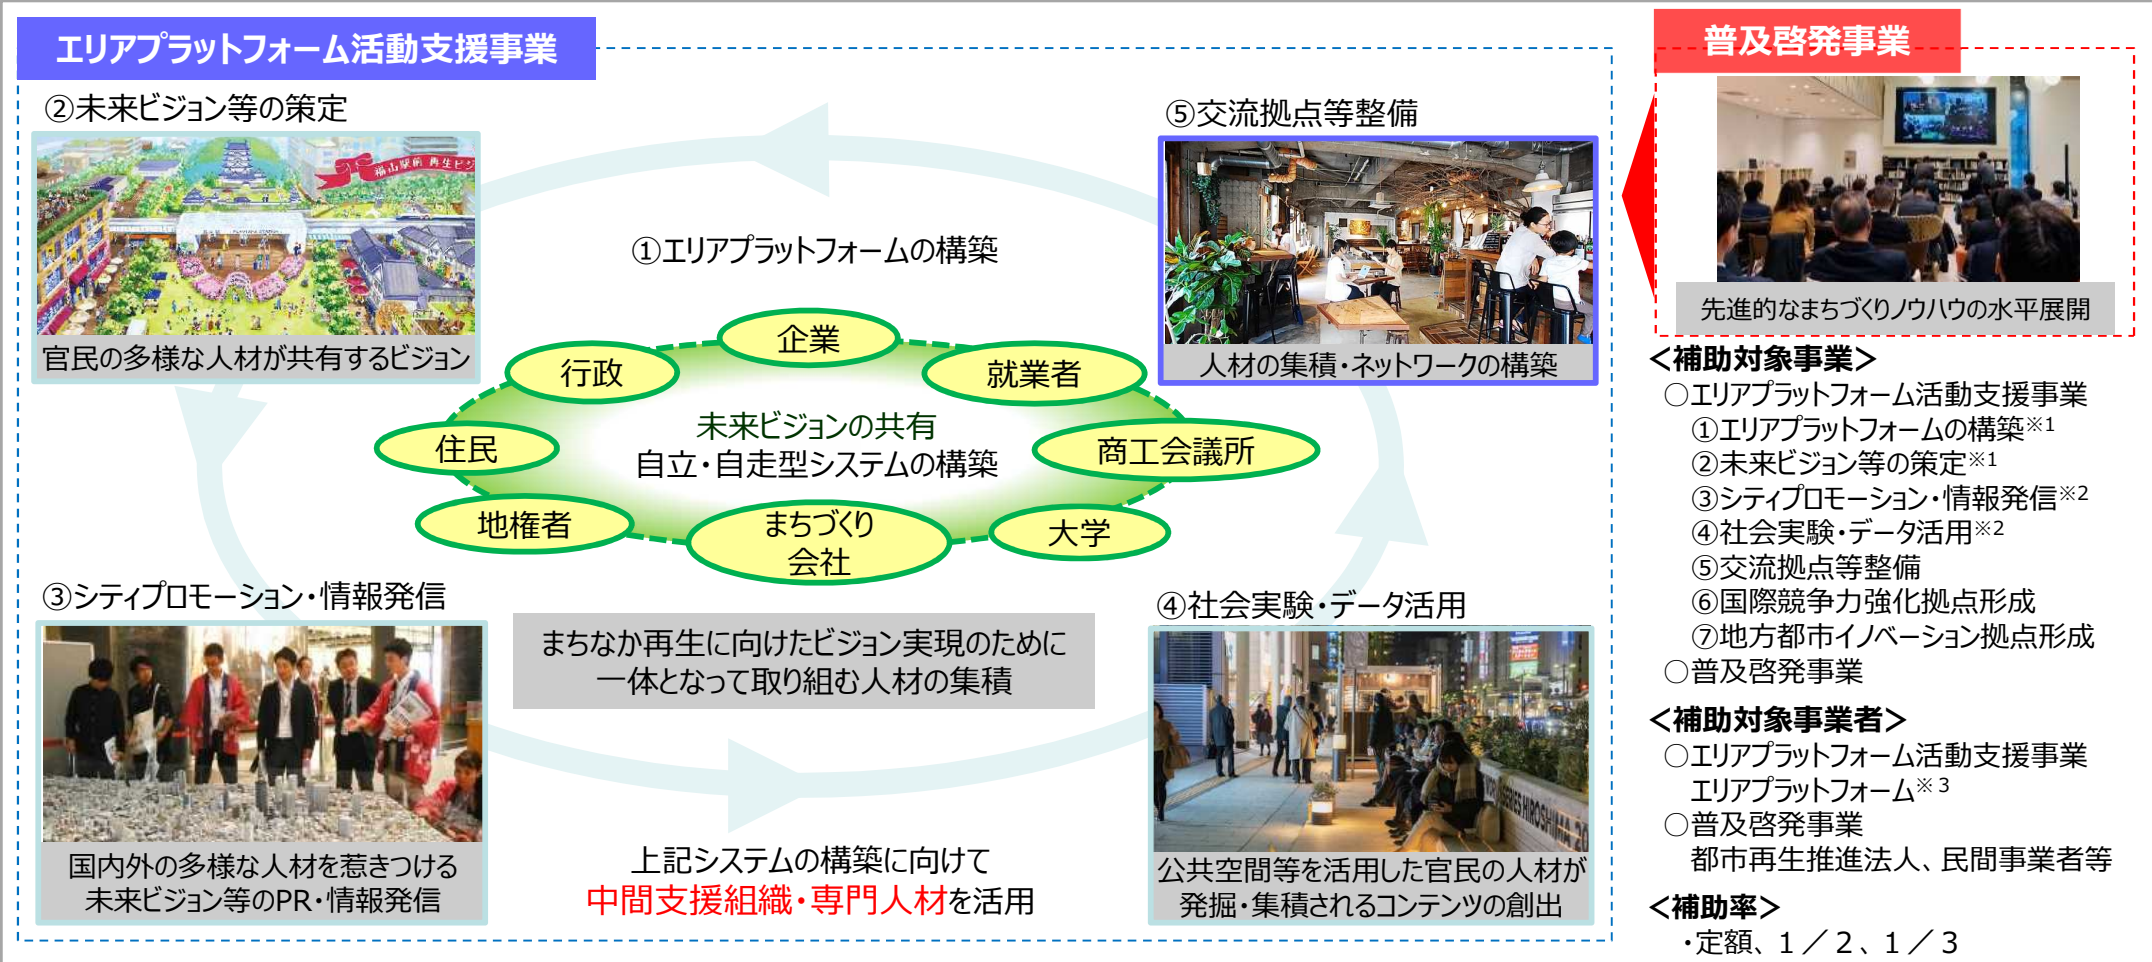 エリアプラットフォーム活動支援事業
②未来ビジョン等の策定
福山駅前 再生ビジ
官民の多様な人材が共有するビジョン
①エリアプラットフォームの構築
⑤交流拠点等整備
人材の集積・ネットワークの構築
企業
行政
就業者
住民
未来ビジョンの共有
自立・自走型システムの構築
商工会議所
地権者
まちづくり
会社
大学
③シティプロモーション・情報発信
国内外の多様な人材を惹きつける
未来ビジョン等のPR・情報発信
まちなか再生に向けたビジョン実現のために
一体となって取り組む人材の集積
上記システムの構築に向けて
中間支援組織・専門人材を活用
④社会実験・データ活用
SERIES HIROSHIMA 20
公共空間等を活用した官民の人材が
発掘・集積されるコンテンツの創出
普及啓発事業
先進的なまちづくりノウハウの水平展開
<補助対象事業>
○エリアプラットフォーム活動支援事業
①エリアプラットフォームの構築※1
②未来ビジョン等の策定※1
③シティプロモーション・情報発信※2
④社会実験・データ活用※2
⑤交流拠点等整備
⑥国際競争力強化拠点形成
⑦地方都市イノベーション拠点形成
○普及啓発事業
<補助対象事業者>
○エリアプラットフォーム活動支援事業
エリアプラットフォーム※3
○普及啓発事業
都市再生推進法人、民間事業者等
<補助率>
・定額、1/2、1/3